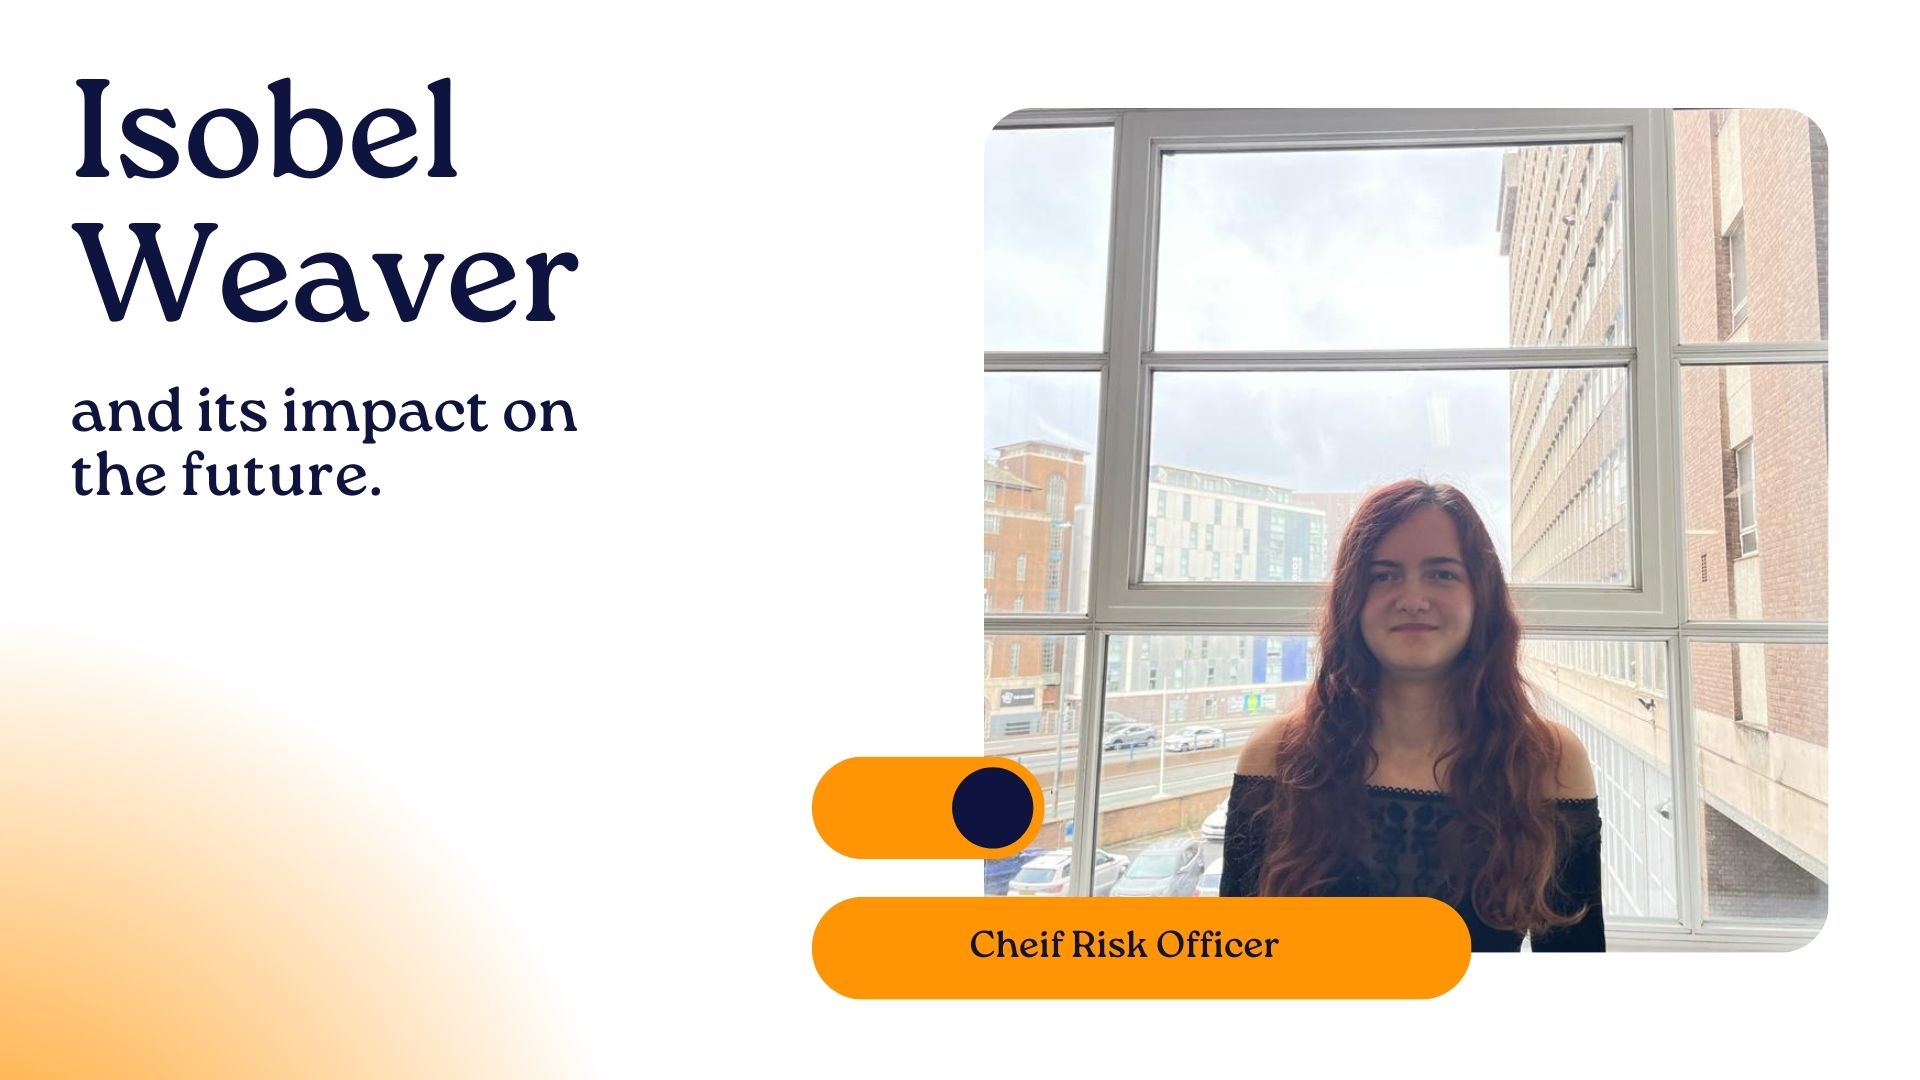 Isobel
Weaver
and its impact on
the future.
Cheif Risk Officer